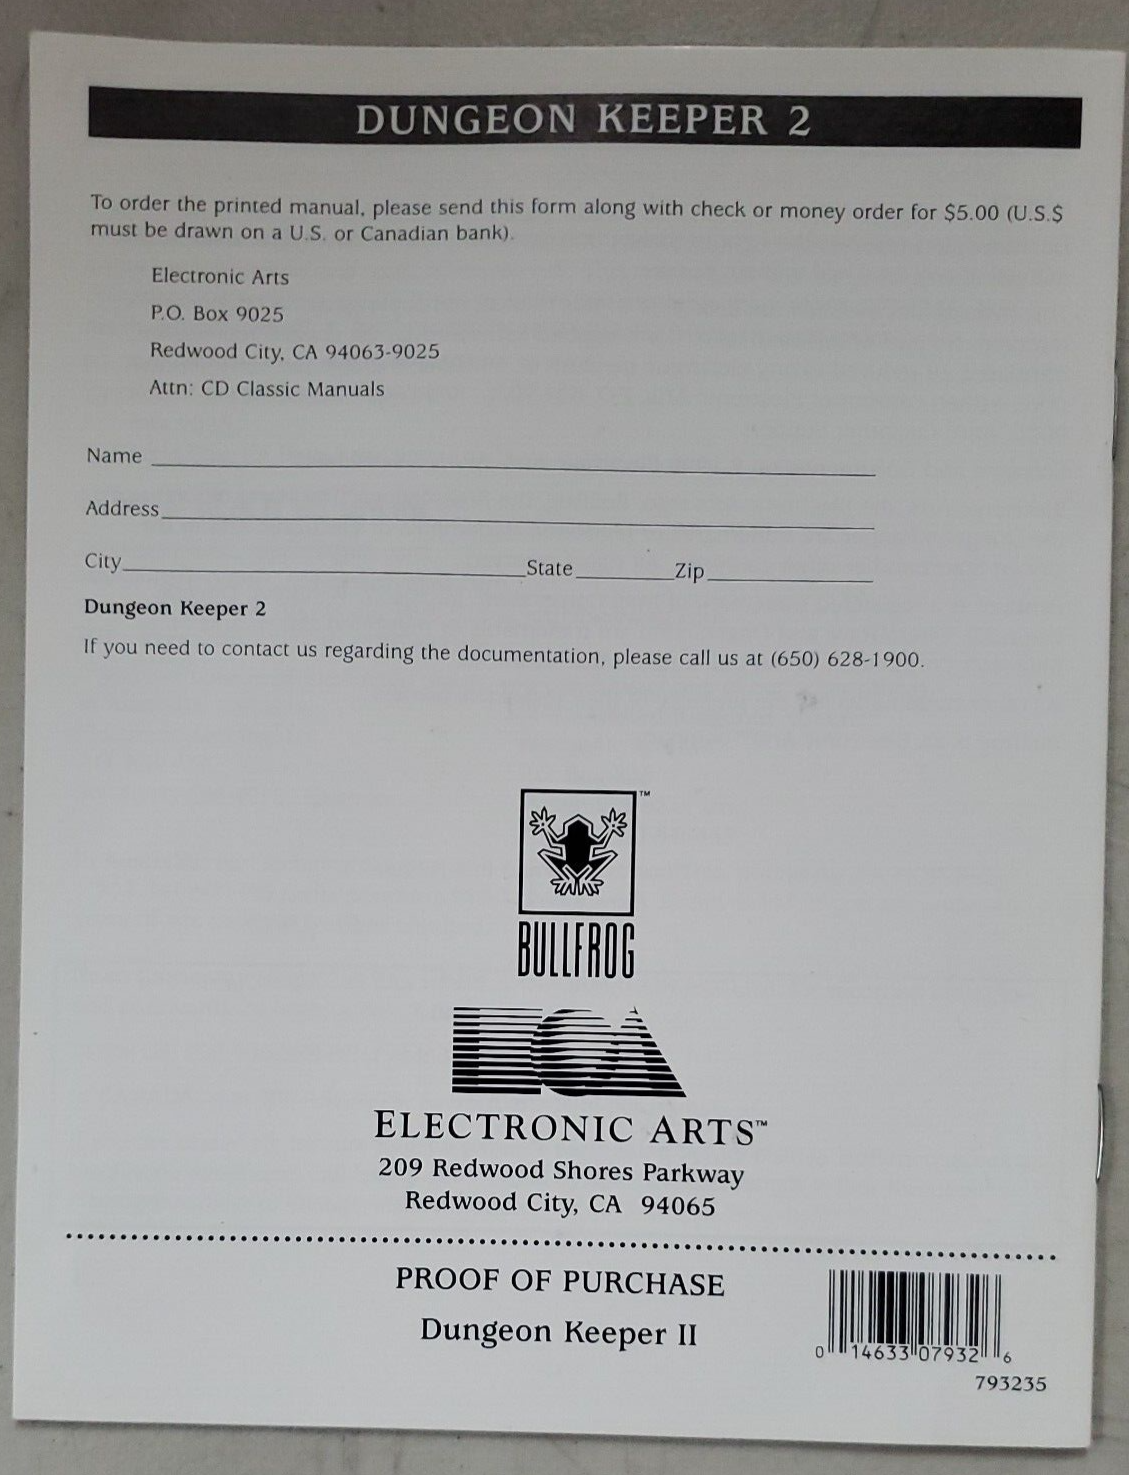 DUNGEON KEEPER 2
To order the printed manual, please send this form along with check or money order for $5.00 (U.S.$
must be drawn on a U.S. or Canadian bank).
Electronic Arts
P.O. Box 9025
Redwood City, CA 94063-9025
Attn: CD Classic Manuals
Name
Address
City State Zip
Dungeon Keeper 2
If you need to contact us regarding the documentation, please call us at (650) 628-1900.
TM
BULLFROG
EA
ELECTRONIC ARTS™
209 Redwood Shores Parkway
Redwood City, CA 94065
PROOF OF PURCHASE
Dungeon Keeper II
0 14633 07932 6
793235